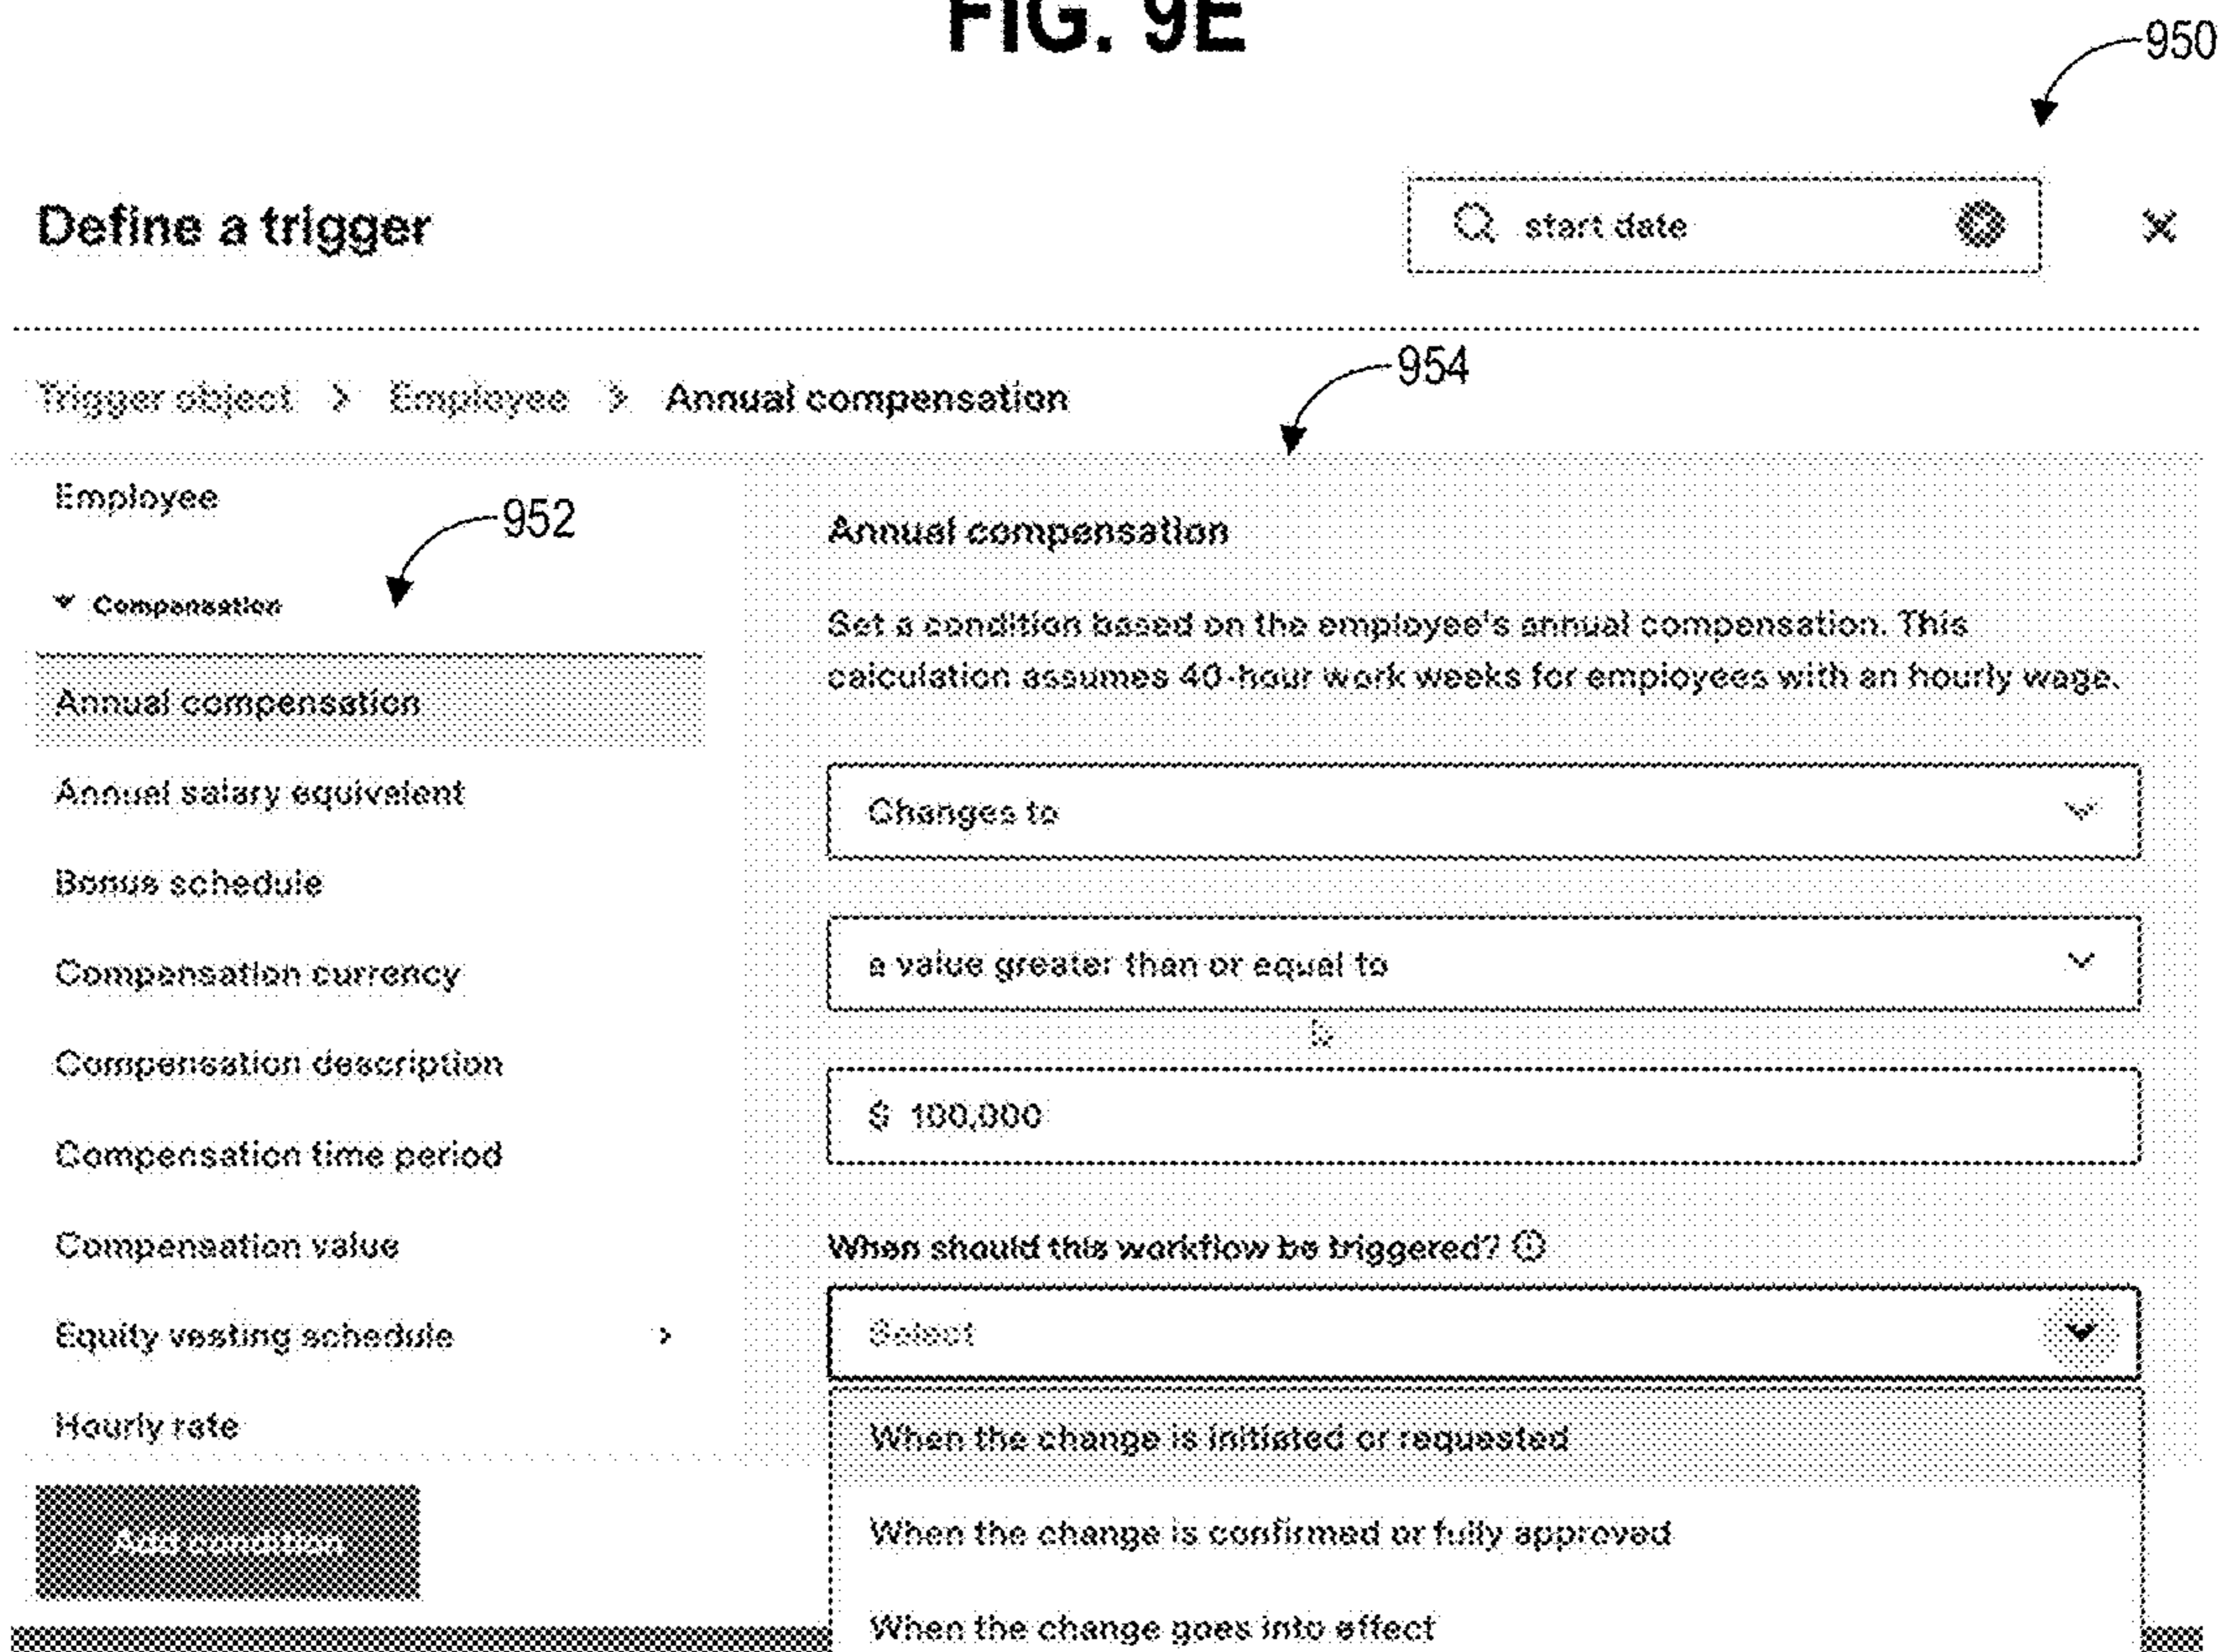 FIG. 9E
950
Define a trigger
start date
Trigger object > Employee > Annual compensation
954
Employee
952
Compensation
Annual compensation
Annual salary equivalent
Bonus schedule
Compensation currency
Compensation description
Compensation time period
Compensation value
Equity vesting schedule >
Hourly rate
Add condition
Annual compensation
Set a condition based on the employee's annual compensation. This
calculation assumes 40-hour work weeks for employees with an hourly wage.
Changes to
a value greater than or equal to
$ 100,000
When should this workflow be triggered?
Select
When the change is initiated or requested
When the change is confirmed or fully approved
When the change goes into effect